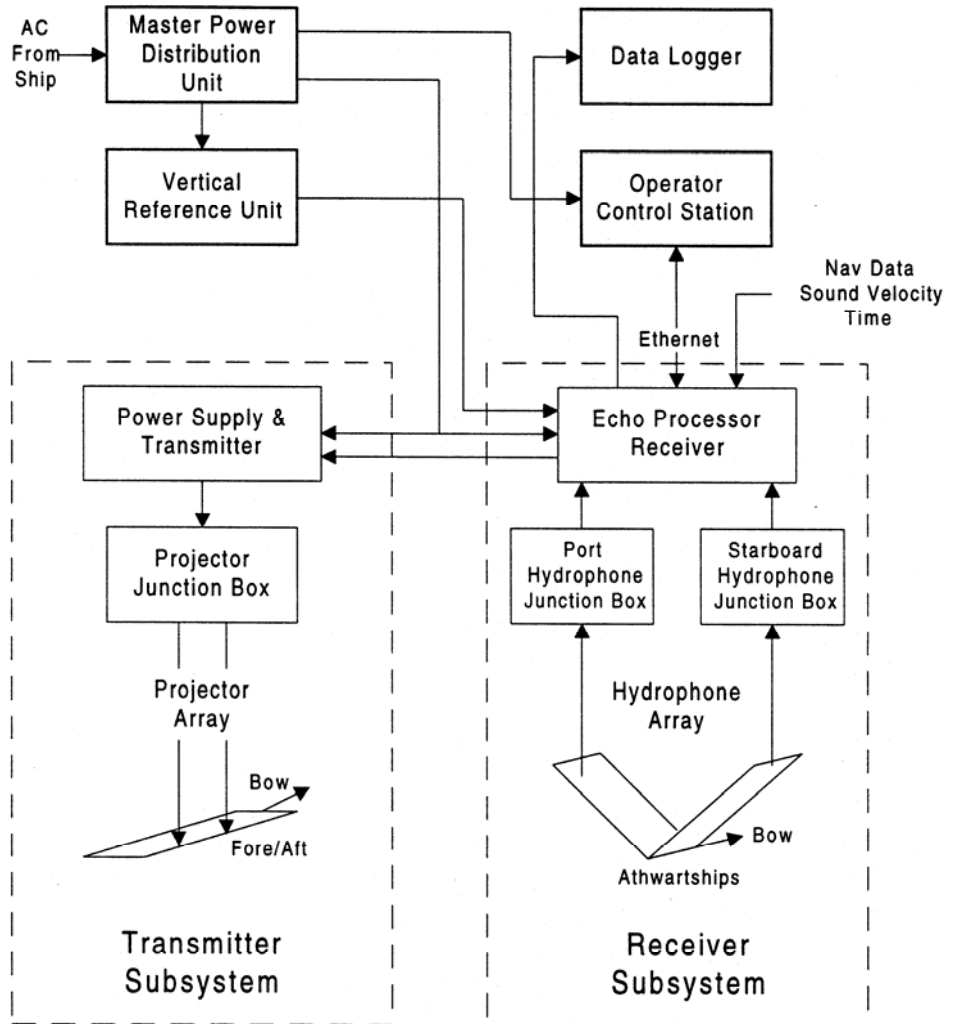 AC
From
Ship
Master Power
Distribution
Unit
Data Logger
Vertical
Reference Unit
Operator
Control Station
Nav Data
Sound Velocity
Time
Ethernet
Power Supply &
Transmitter
Echo Processor
Receiver
Projector
Junction Box
Port
Hydrophone
Junction Box
Starboard
Hydrophone
Junction Box
Projector
Array
Hydrophone
Array
Bow
Fore/Aft
Bow
Athwartships
Transmitter
Subsystem
Receiver
Subsystem